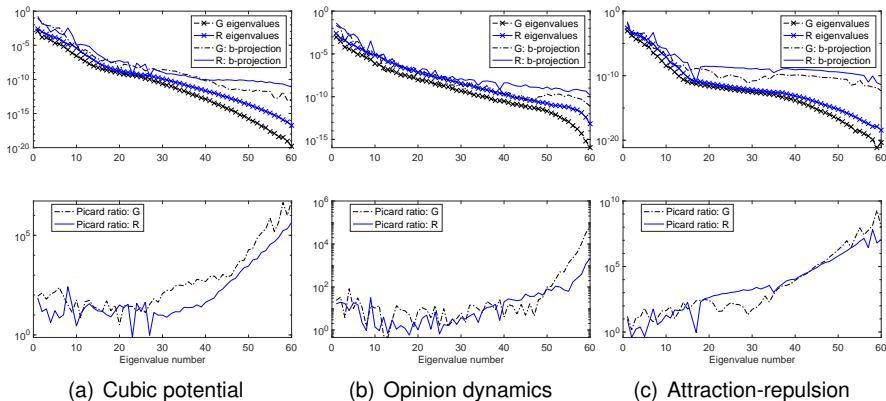 10^0
10^-5
10^-10
10^-15
10^-20
0 10 20 30 40 50 60
G eigenvalues
R eigenvalues
G: b-projection
R: b-projection
10^0
10^-5
10^-10
10^-15
0 10 20 30 40 50 60
G eigenvalues
R eigenvalues
G: b-projection
R: b-projection
10^0
10^-10
10^-20
0 10 20 30 40 50 60
G eigenvalues
R eigenvalues
G: b-projection
R: b-projection
10^5
10^0
0 10 20 30 40 50 60
Picard ratio: G
Picard ratio: R
Eigenvalue number
10^6
10^4
10^2
10^0
0 10 20 30 40 50 60
Picard ratio: G
Picard ratio: R
Eigenvalue number
10^10
10^5
10^0
0 10 20 30 40 50 60
Picard ratio: G
Picard ratio: R
Eigenvalue number
(a) Cubic potential
(b) Opinion dynamics
(c) Attraction-repulsion